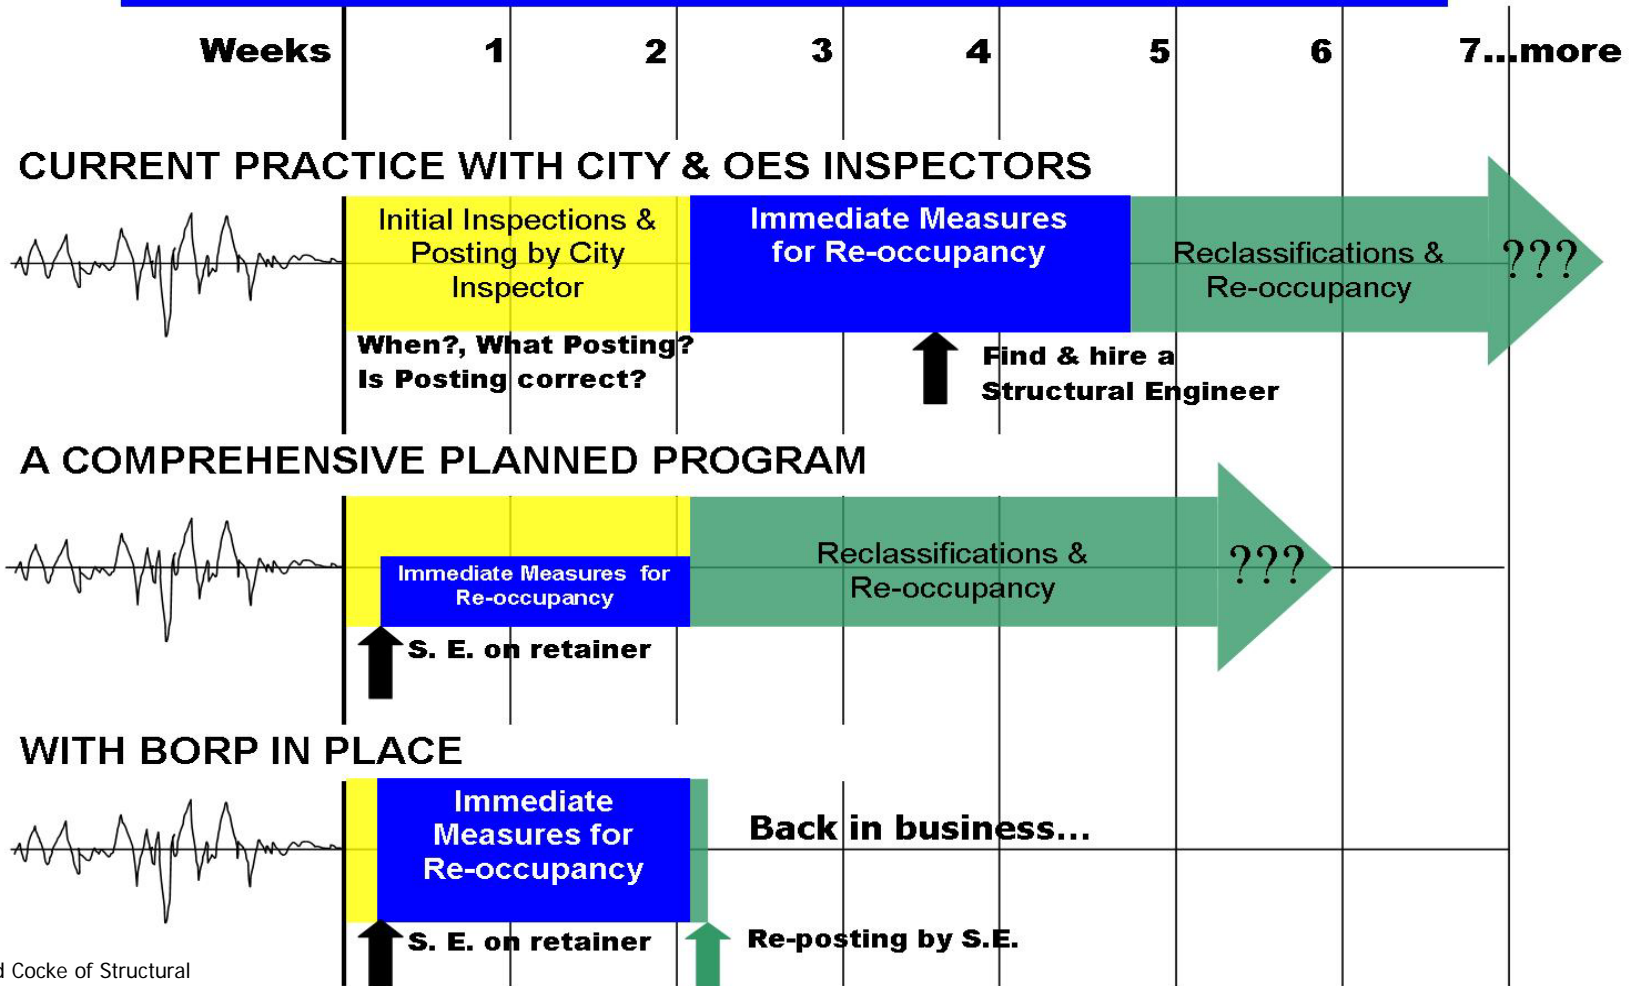 Weeks 1 2 3 4 5 6 7...more
CURRENT PRACTICE WITH CITY & OES INSPECTORS
Initial Inspections &
Posting by City
Inspector
Immediate Measures
for Re-occupancy
Reclassifications &
Re-occupancy
???
When?, What Posting?
Is Posting correct?
Find & hire a
Structural Engineer
A COMPREHENSIVE PLANNED PROGRAM
Immediate Measures for
Re-occupancy
Reclassifications &
Re-occupancy
???
S. E. on retainer
WITH BORP IN PLACE
Immediate
Measures for
Re-occupancy
Back in business...
S. E. on retainer
Re-posting by S.E.
Cocke of Structural